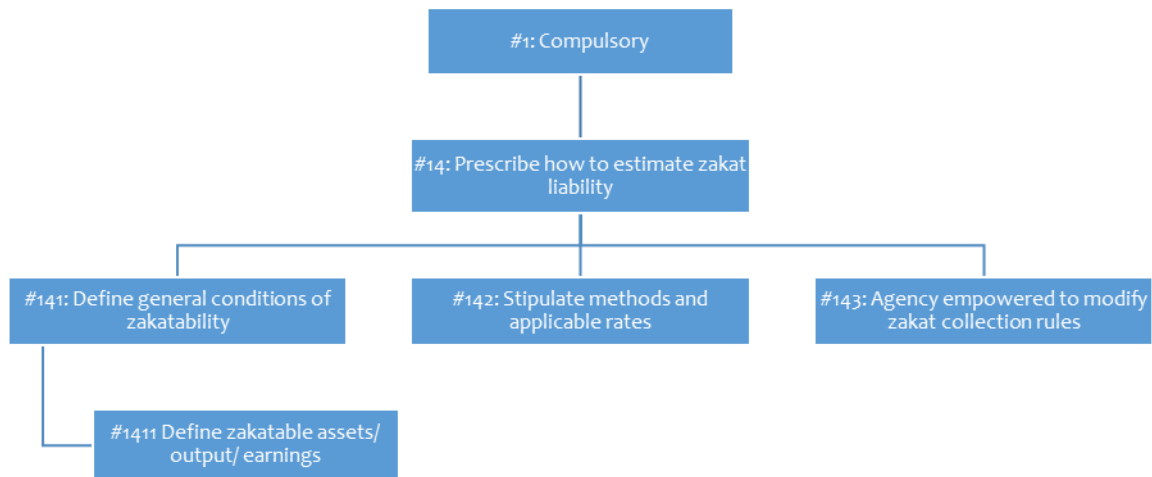 #1: Compulsory
#14: Prescribe how to estimate zakat
liability
#141: Define general conditions of
zakatability
#142: Stipulate methods and
applicable rates
#143: Agency empowered to modify
zakat collection rules
#1411 Define zakatable assets/
output/ earnings